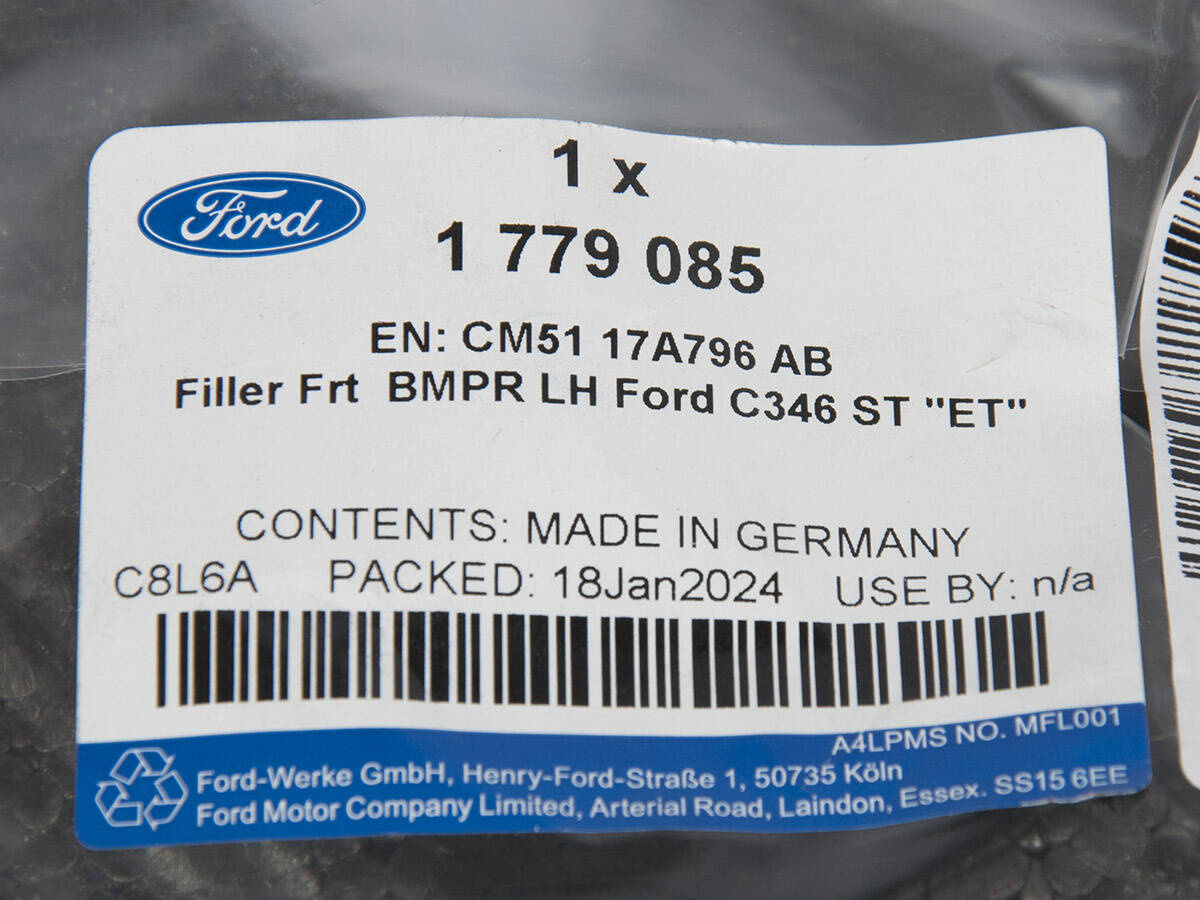 Ford
1 x
1 779 085
EN: CM51 17A796 AB
Filler Frt BMPR LH Ford C346 ST "ET"
CONTENTS: MADE IN GERMANY
C8L6A PACKED: 18Jan2024 USE BY: n/a
A4LPMS NO. MFL001
Ford-Werke GmbH, Henry-Ford-Straße 1, 50735 Köln
Ford Motor Company Limited, Arterial Road, Laindon, Essex. SS15 6EE